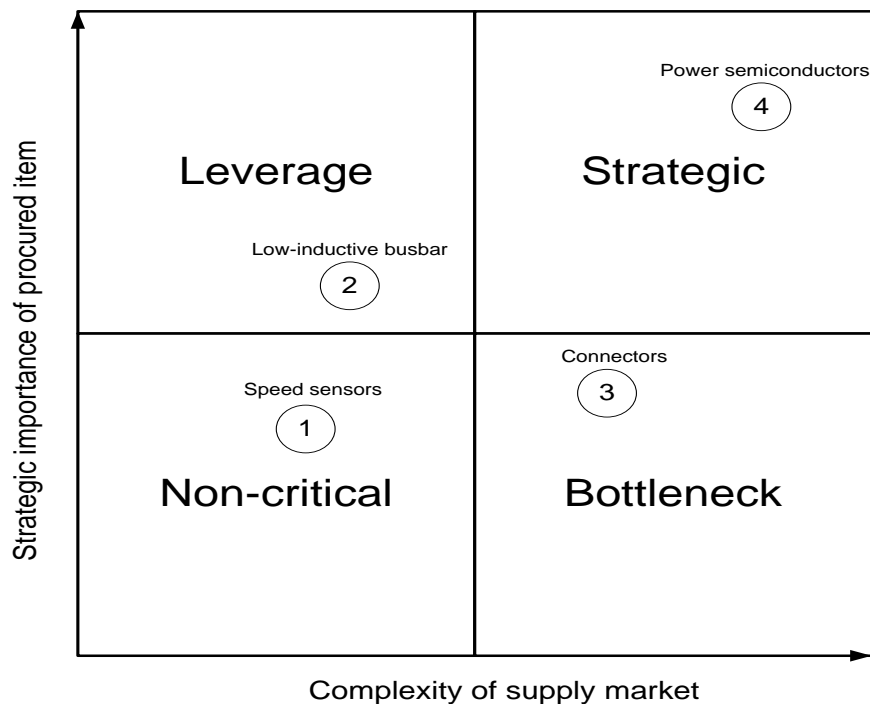 Power semiconductors
4
Leverage
Strategic
Low-inductive busbar
2
Strategic importance of procured item
Connectors
3
Speed sensors
1
Non-critical
Bottleneck
Complexity of supply market